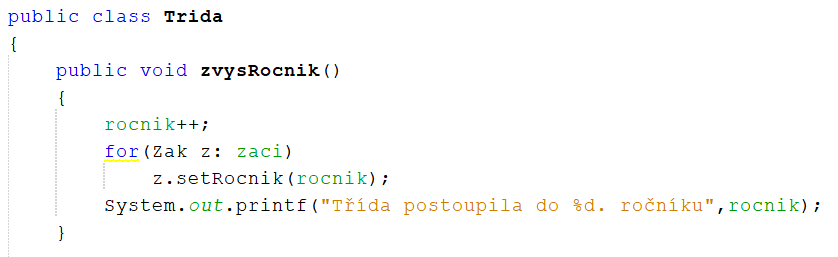 public class Trida
{
public void zvysRocnik()
{
rocnik++;
for(Zak z: zaci)
z.setRocnik(rocnik);
System.out.printf("Třída postoupila do %d. ročníku",rocnik);
}